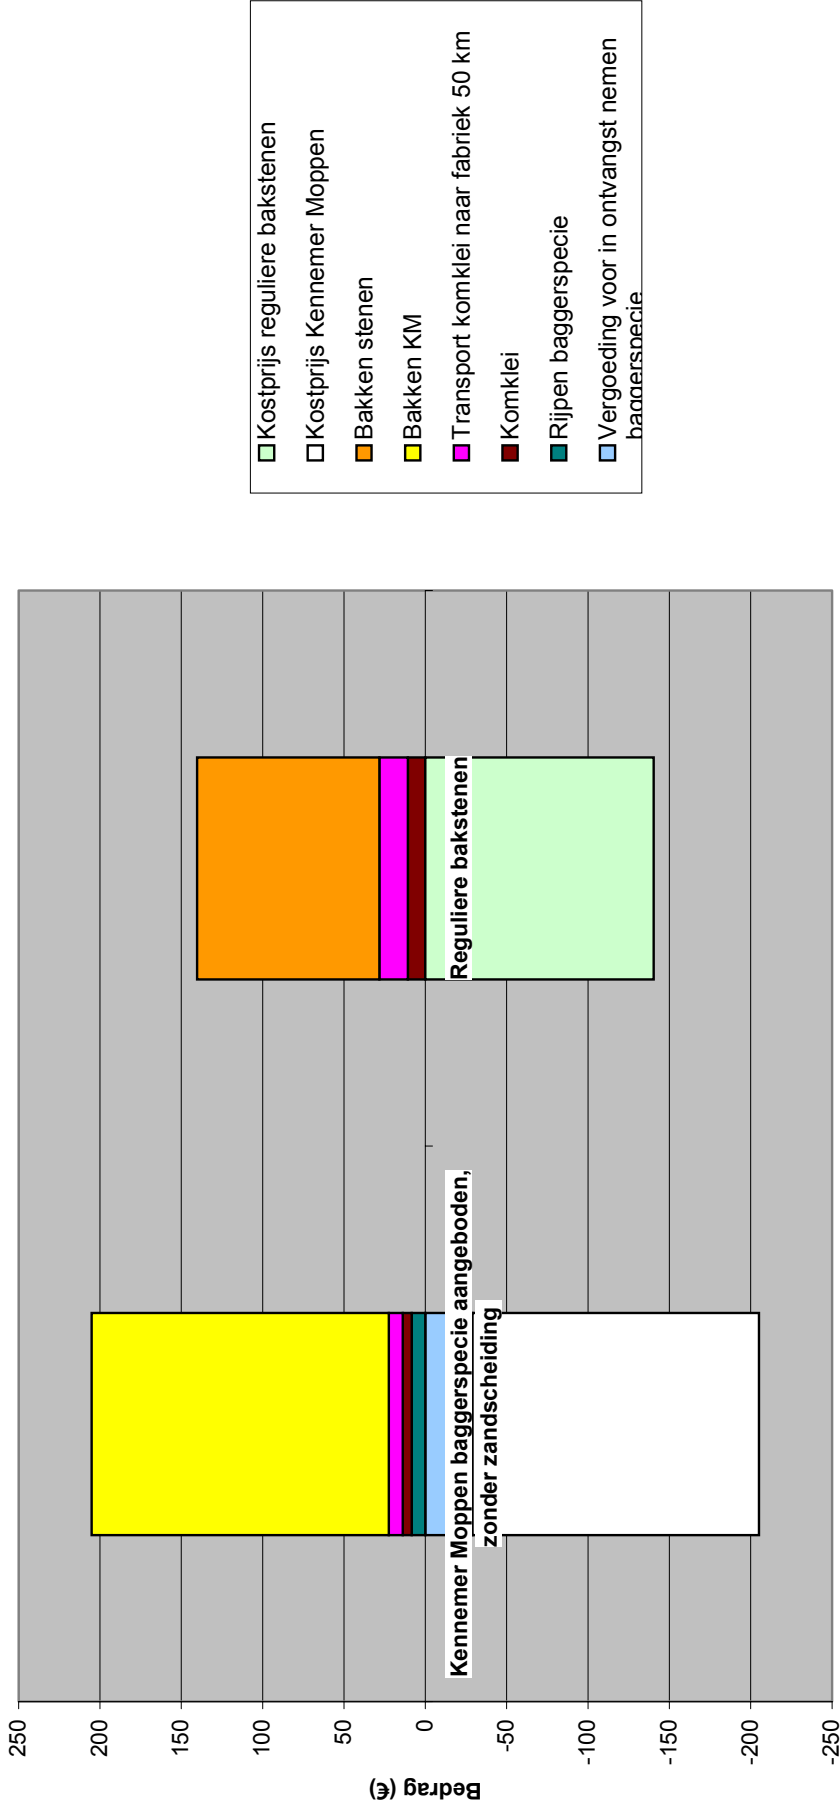 Bedrag (€)
250
200
150
100
50
0
-50
-100
-150
-200
-250
Kennemer Moppen baggerspecie aangeboden,
zonder zandscheiding
Reguliere bakstenen
Kostprijs reguliere bakstenen
Kostprijs Kennemer Moppen
Bakken stenen
Bakken KM
Transport komklei naar fabriek 50 km
Komklei
Rijpen baggerspecie
Vergoeding voor in ontvangst nemen
baggerspecie